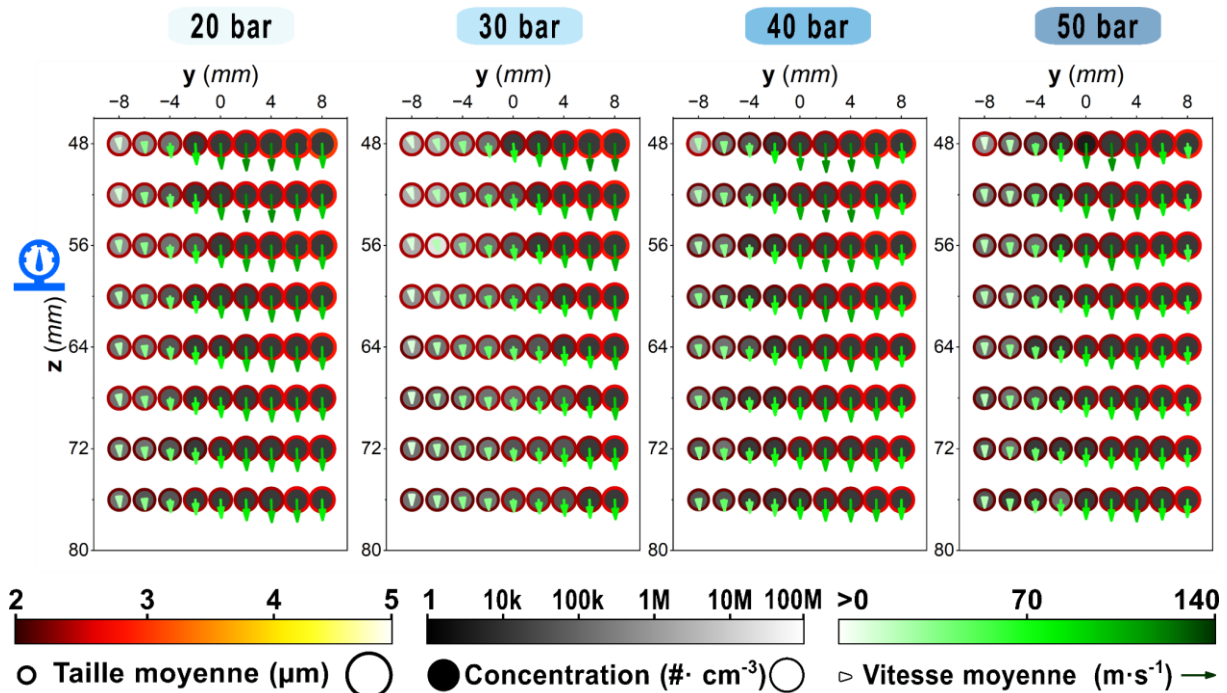 20 bar 30 bar 40 bar 50 bar
y (mm) y (mm) y (mm) y (mm)
−8 −4 0 4 8 −8 −4 0 4 8 −8 −4 0 4 8 −8 −4 0 4 8
48 48 48 48
56 56 56 56
z (mm)
64 64 64 64
72 72 72 72
80 80 80 80
2 3 4 5 1 10k 100k 1M 10M 100M >0 70 140
Taille moyenne (µm) Concentration (#· cm⁻³) Vitesse moyenne (m·s⁻¹)